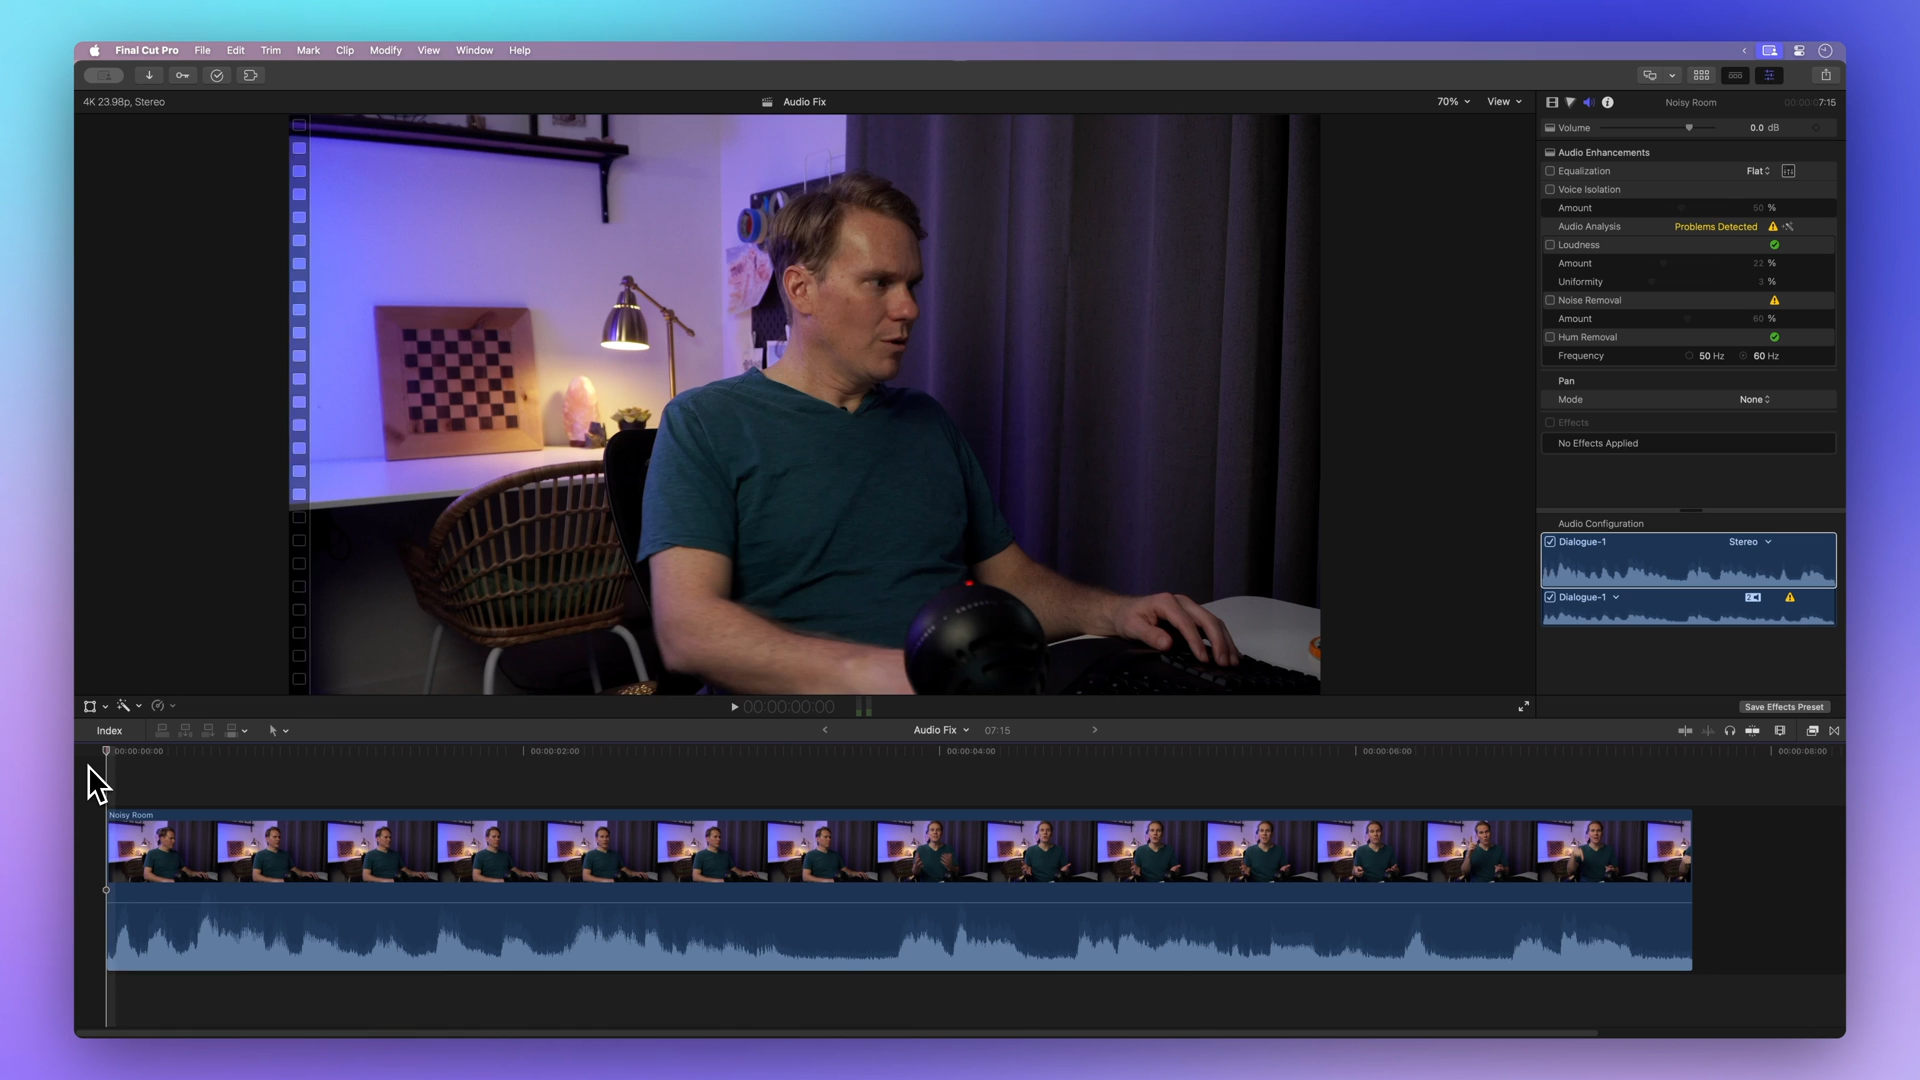 Final Cut Pro File Edit Trim Mark Clip Modify View Window Help
4K 23.98p, Stereo
Audio Fix
70%
View
Noisy Room
00:00:07:15
Volume 0.0 dB
Audio Enhancements
Equalization Flat
Voice Isolation
Amount 50 %
Audio Analysis Problems Detected
Loudness
Amount 22 %
Uniformity 3 %
Noise Removal
Amount 60 %
Hum Removal
Frequency 50 Hz 60 Hz
Pan
Mode None
Effects
No Effects Applied
Audio Configuration
Dialogue-1 Stereo
Dialogue-1 2
00:00:00:00
Save Effects Preset
Index
Audio Fix 07:15
00:00:00:00 00:00:02:00 00:00:04:00 00:00:06:00 00:00:08:00
Noisy Room